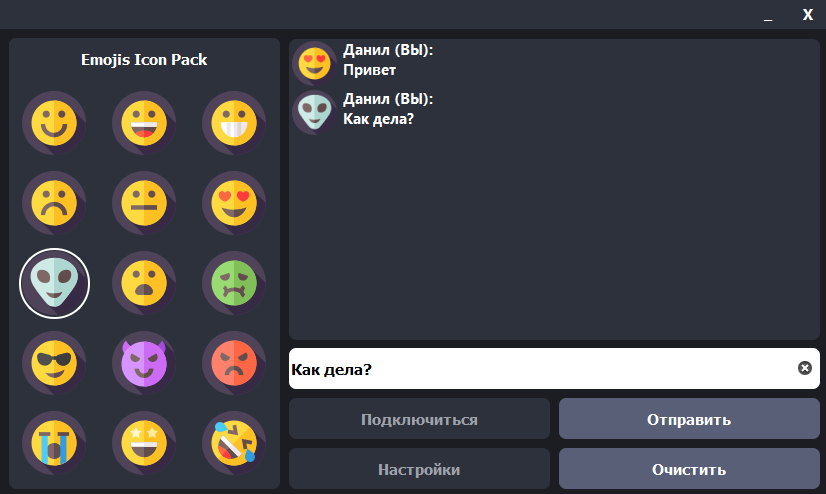 _ X
Emojis Icon Pack
Данил (ВЫ):
Привет
Данил (ВЫ):
Как дела?
Как дела?
Подключиться
Отправить
Настройки
Очистить